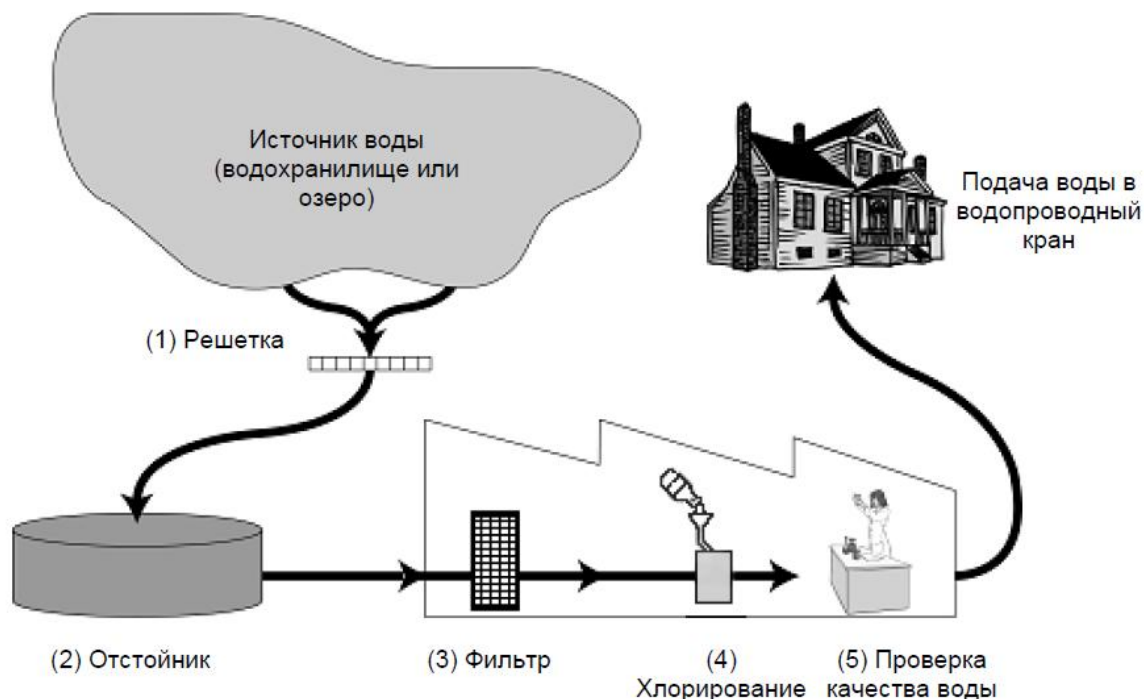 Источник воды
(водохранилище или
озеро)
Подача воды в
водопроводный
кран
(1) Решетка
(2) Отстойник
(3) Фильтр
(4)
Хлорирование
(5) Проверка
качества воды